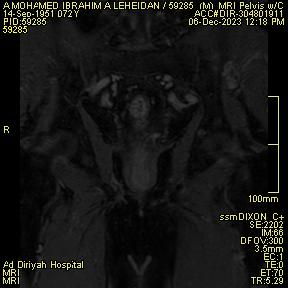 A MOHAMED IBRAHIM A LEHEIDAN / 59285 (M) MRI Pelvis w/C
14-Sep-1951 072Y ACC#DIR-304801911
PID:59285 06-Dec-2023 12:18 PM
59285
R
100mm
ssmDIXON_C+
SE:2202
IM:66
DFOV:300
3.5mm
EC:1
Ad Diriyah Hospital TE:0
MRI ET:70
MRI TR:5.29